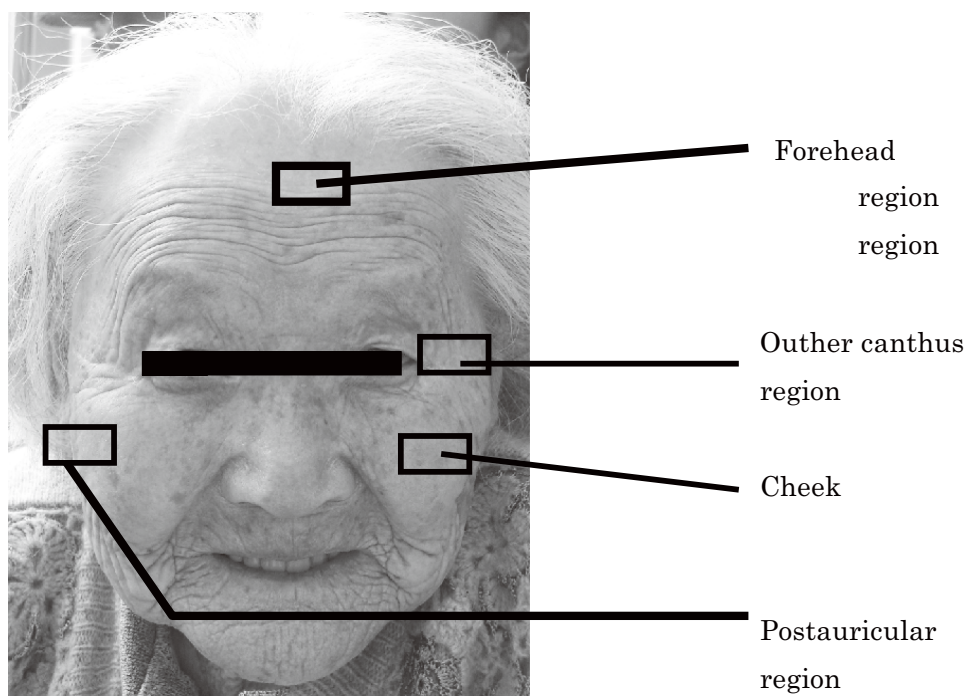 Forehead
region
region
Outher canthus
region
Cheek
Postauricular
region